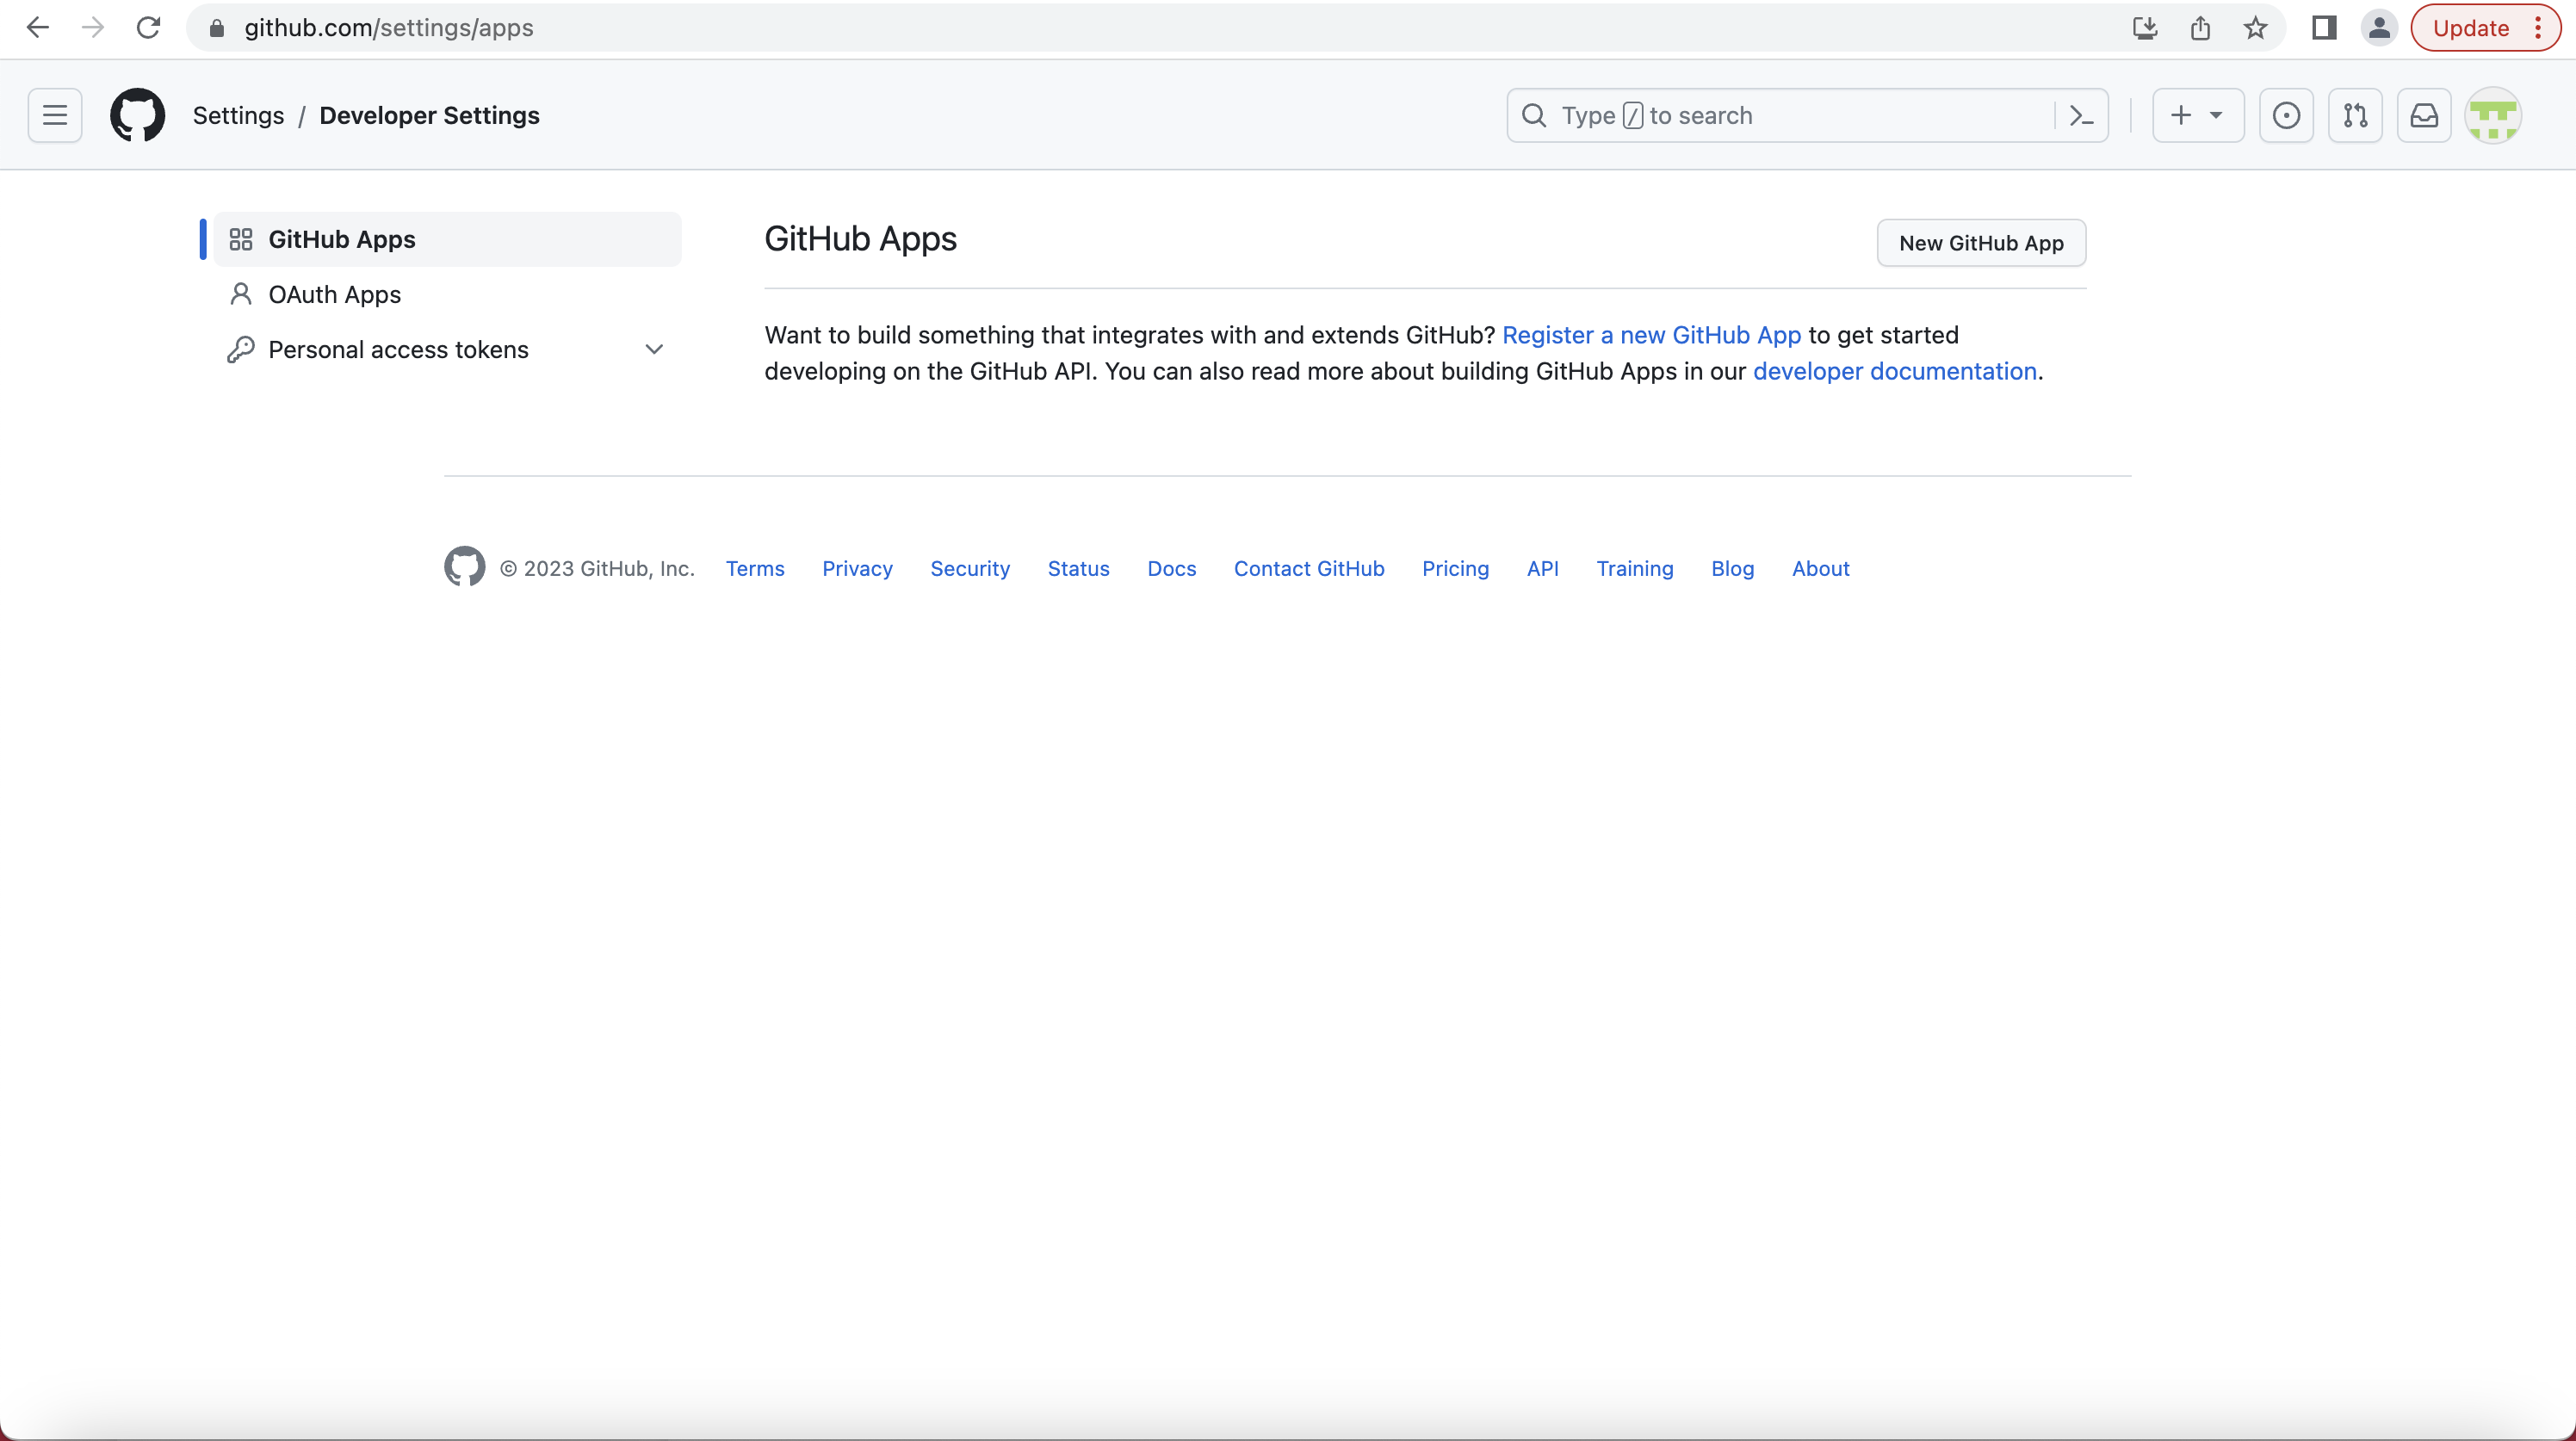 github.com/settings/apps
Update
Settings / Developer Settings
Type / to search
GitHub Apps
OAuth Apps
Personal access tokens
GitHub Apps
New GitHub App
Want to build something that integrates with and extends GitHub? Register a new GitHub App to get started
developing on the GitHub API. You can also read more about building GitHub Apps in our developer documentation.
© 2023 GitHub, Inc. Terms Privacy Security Status Docs Contact GitHub Pricing API Training Blog About